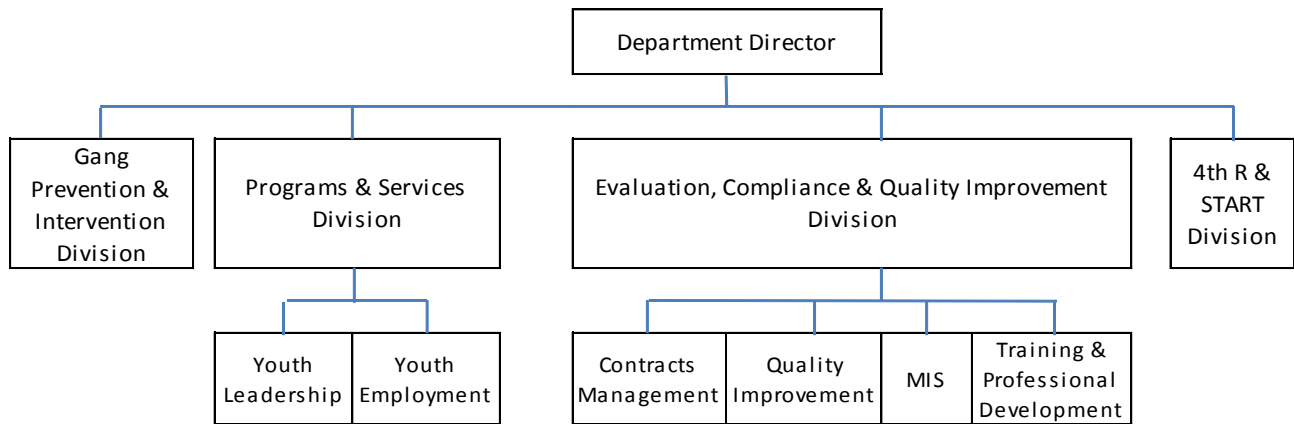 Department Director
Gang
Prevention &
Intervention
Division
Programs & Services
Division
Evaluation, Compliance & Quality Improvement
Division
4th R &
START
Division
Youth
Leadership
Youth
Employment
Contracts
Management
Quality
Improvement
MIS
Training &
Professional
Development